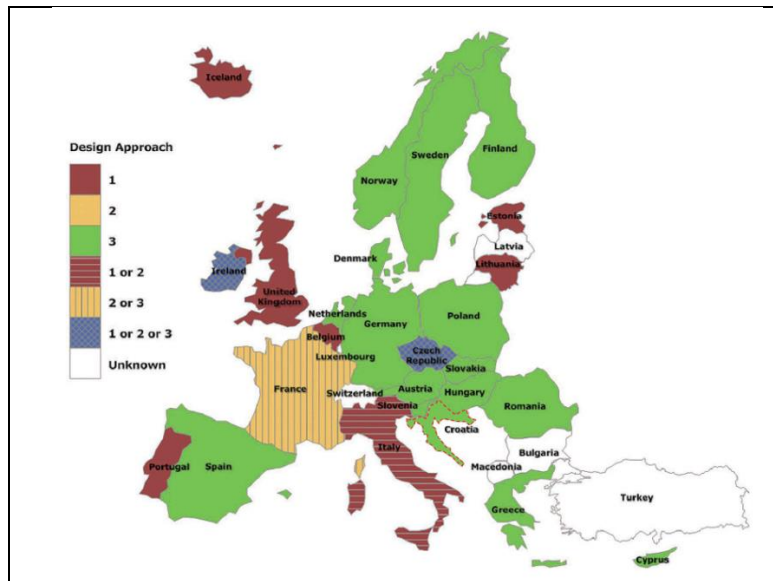 Iceland
Design Approach
1
2
3
1 or 2
2 or 3
1 or 2 or 3
Unknown
Norway
Sweden
Finland
Estonia
Latvia
Lithuania
Denmark
Ireland
United
Kingdom
Netherlands
Belgium
Luxembourg
Germany
Poland
Czech
Republic
Slovakia
France
Switzerland
Austria
Hungary
Slovenia
Croatia
Romania
Italy
Bulgaria
Macedonia
Portugal
Spain
Greece
Turkey
Cyprus